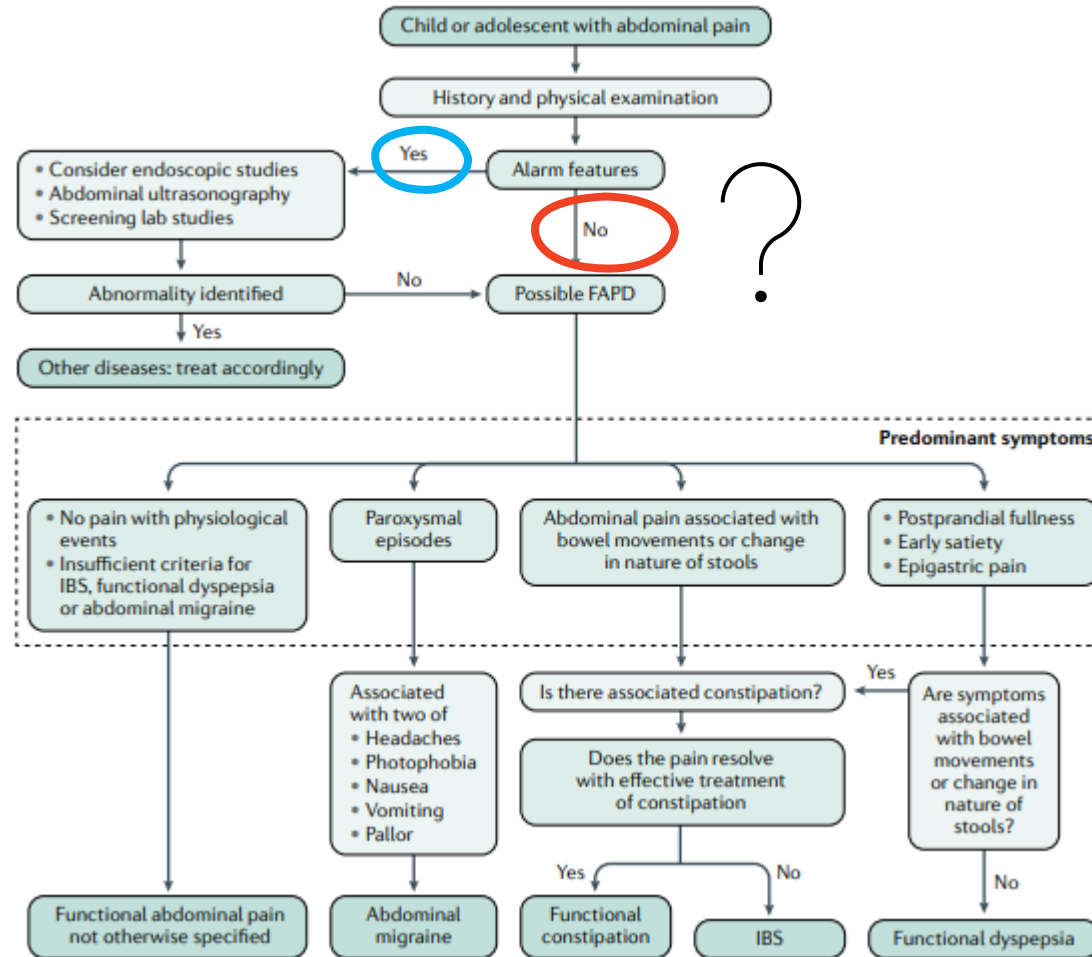 Child or adolescent with abdominal pain
History and physical examination
Yes
Alarm features
• Consider endoscopic studies
• Abdominal ultrasonography
• Screening lab studies
?
No
Abnormality identified
No
Possible FAPD
Yes
Other diseases: treat accordingly
Predominant symptoms
• No pain with physiological
events
• Insufficient criteria for
IBS, functional dyspepsia
or abdominal migraine
Paroxysmal
episodes
Abdominal pain associated with
bowel movements or change
in nature of stools
• Postprandial fullness
• Early satiety
• Epigastric pain
Associated
with two of
• Headaches
• Photophobia
• Nausea
• Vomiting
• Pallor
Is there associated constipation?
Yes
Are symptoms
associated
with bowel
movements
or change in
nature of
stools?
Does the pain resolve
with effective treatment
of constipation
Yes
No
No
Functional abdominal pain
not otherwise specified
Abdominal
migraine
Functional
constipation
IBS
Functional dyspepsia